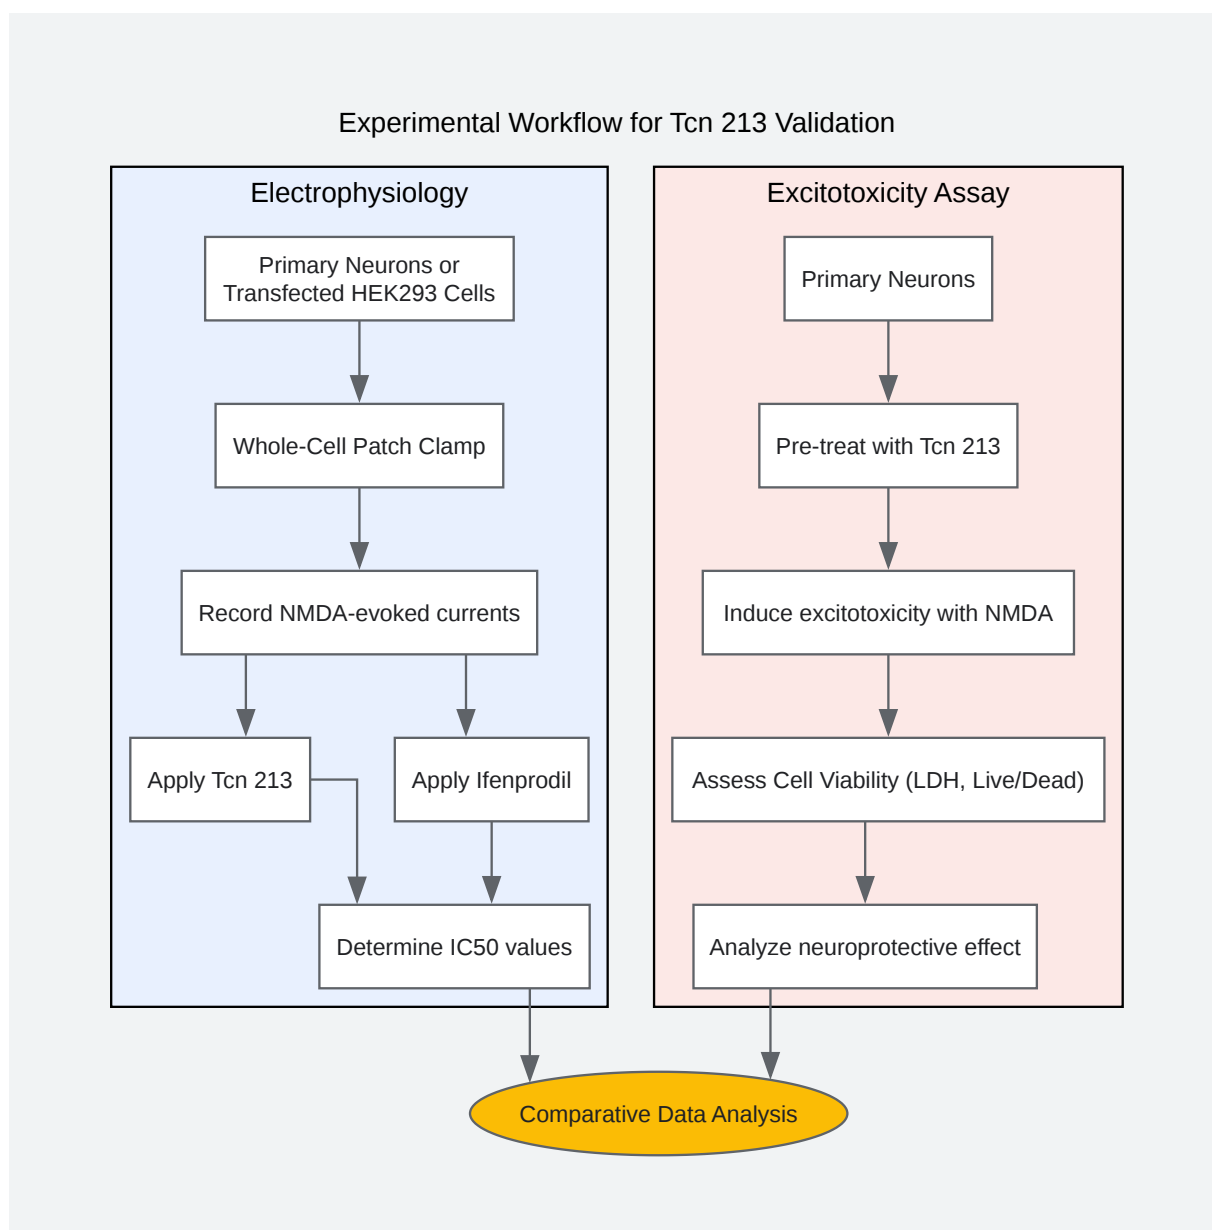 Experimental Workflow for Tcn 213 Validation
Electrophysiology
Primary Neurons or
Transfected HEK293 Cells
Whole-Cell Patch Clamp
Record NMDA-evoked currents
Apply Tcn 213
Apply Ifenprodil
Determine IC50 values
Excitotoxicity Assay
Primary Neurons
Pre-treat with Tcn 213
Induce excitotoxicity with NMDA
Assess Cell Viability (LDH, Live/Dead)
Analyze neuroprotective effect
Comparative Data Analysis